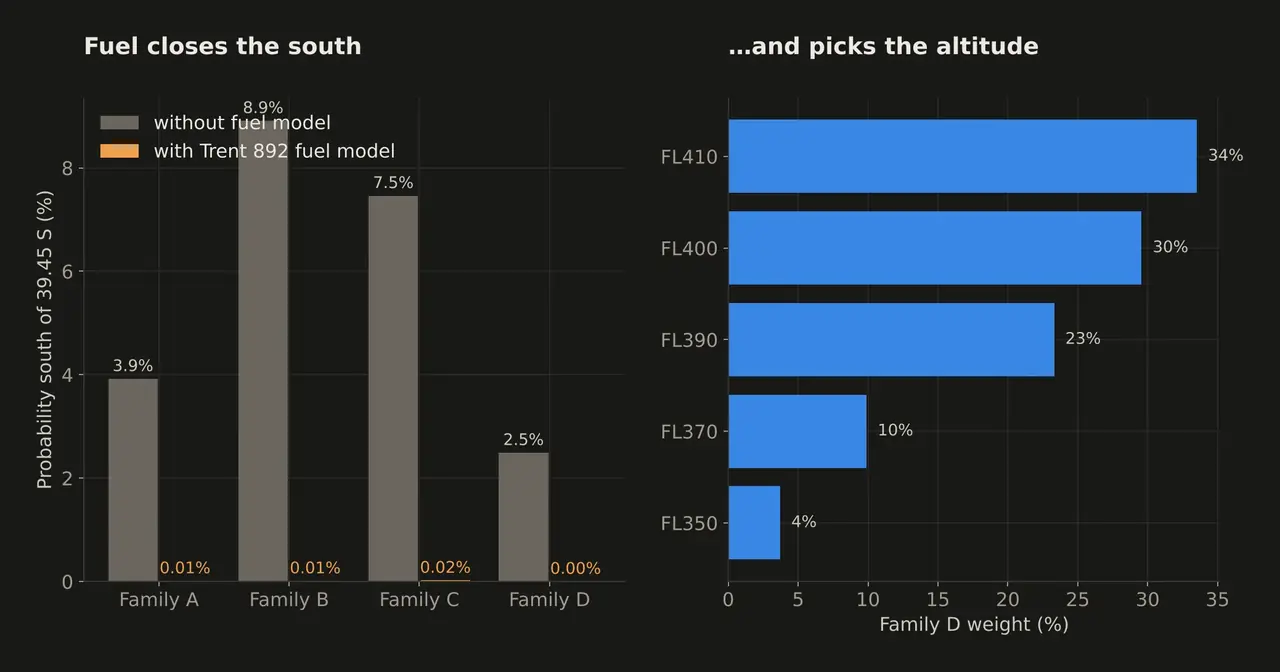 Fuel closes the south
8.9%
without fuel model
with Trent 892 fuel model
Probability south of 39.45 S (%)
8
6
4
2
0
3.9%
0.01%
0.01%
7.5%
0.02%
2.5%
0.00%
Family A
Family B
Family C
Family D
…and picks the altitude
FL410
34%
FL400
30%
FL390
23%
FL370
10%
FL350
4%
0
5
10
15
20
25
30
35
Family D weight (%)